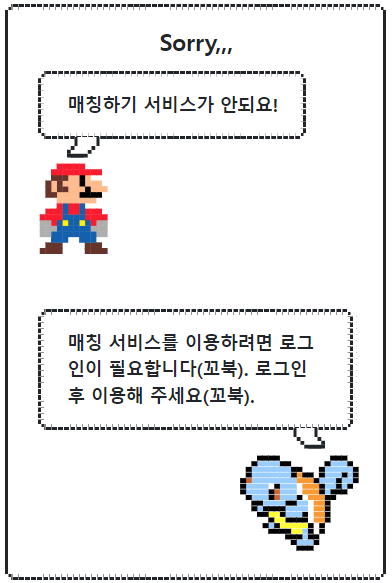 Sorry,,,
매칭하기 서비스가 안되요!
매칭 서비스를 이용하려면 로그
인이 필요합니다(꼬북). 로그인
후 이용해 주세요(꼬북).